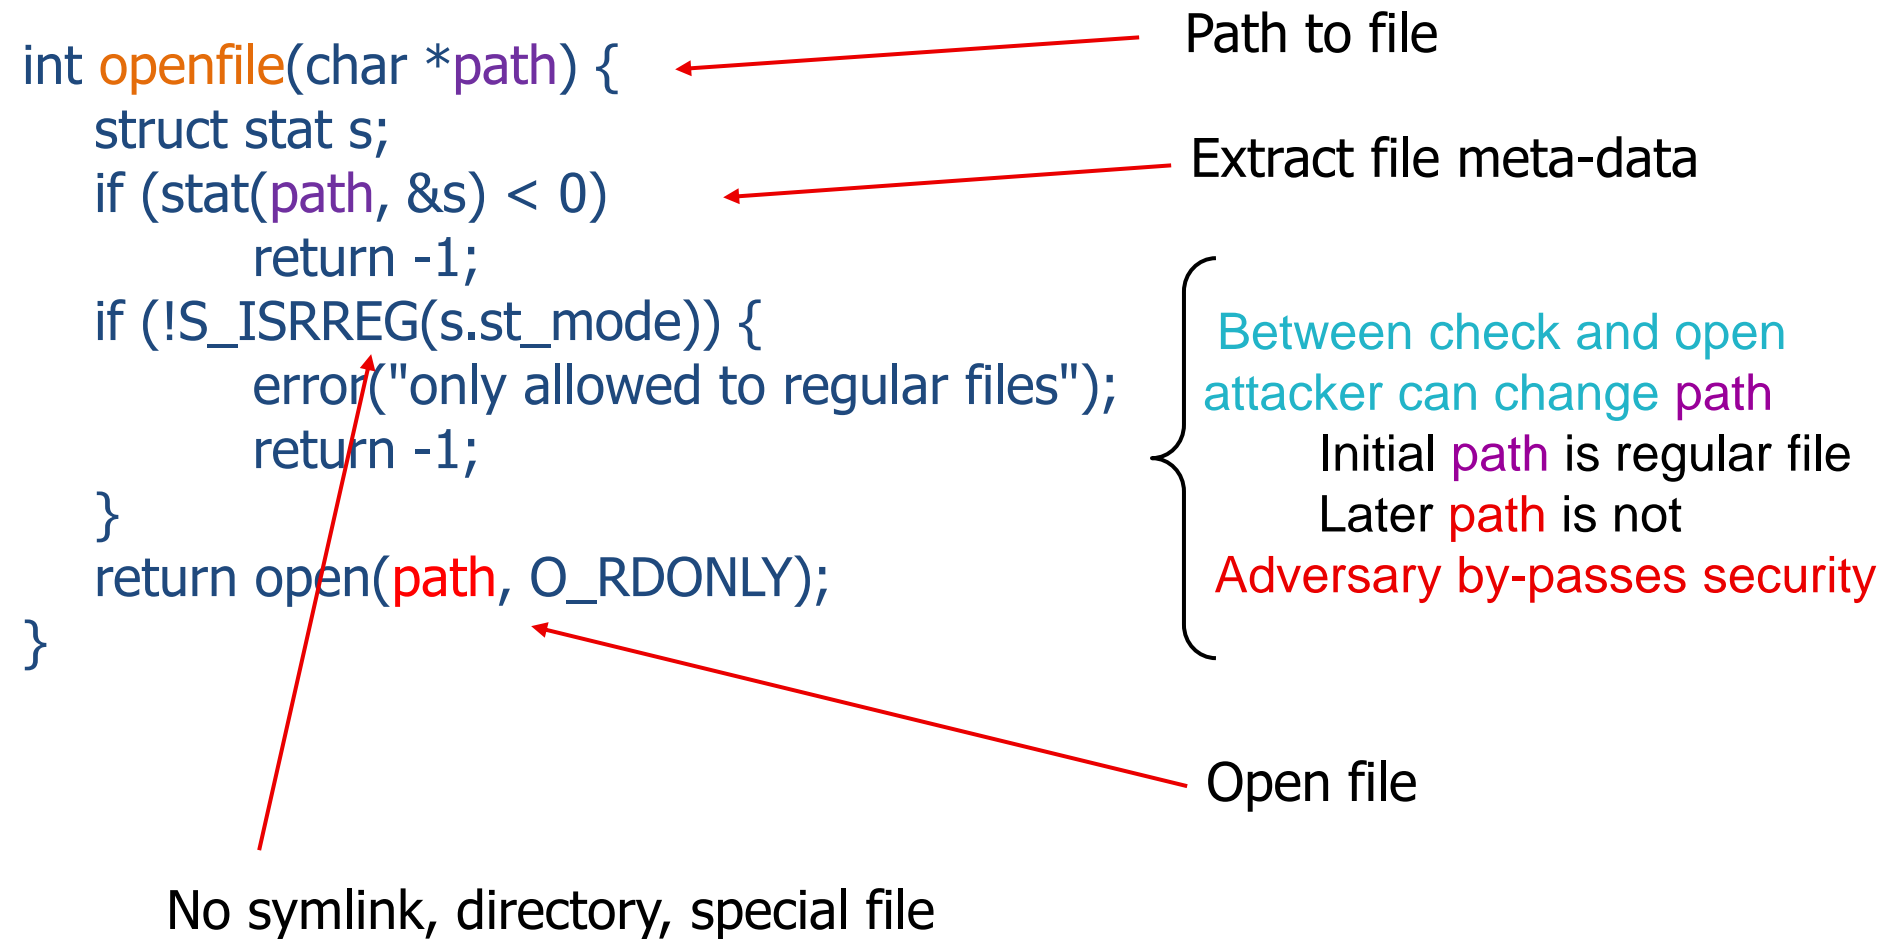 int openfile(char *path) {
struct stat s;
if (stat(path, &s) < 0)
return -1;
if (!S_ISRREG(s.st_mode)) {
error("only allowed to regular files");
return -1;
}
return open(path, O_RDONLY);
}
Path to file
Extract file meta-data
Between check and open
attacker can change path
Initial path is regular file
Later path is not
Adversary by-passes security
Open file
No symlink, directory, special file